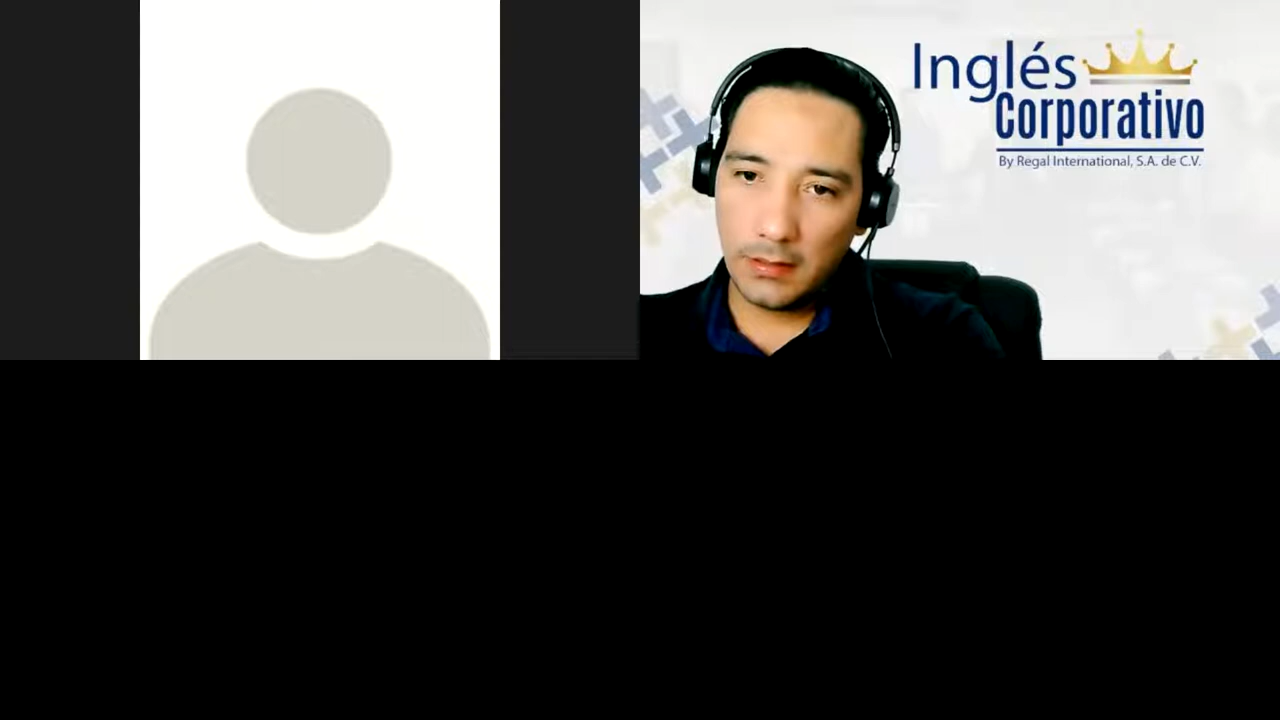 Inglés
Corporativo
By Regal International, S.A. de C.V.